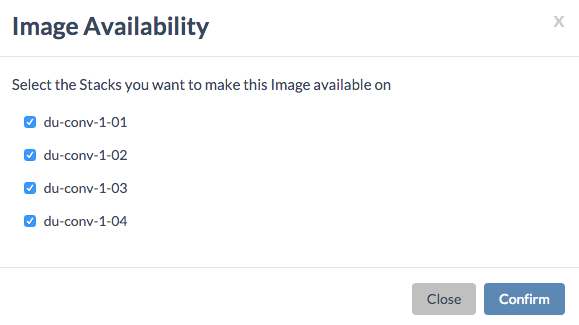 Image Availability
x
Select the Stacks you want to make this Image available on
du-conv-1-01
du-conv-1-02
du-conv-1-03
du-conv-1-04
Close
Confirm